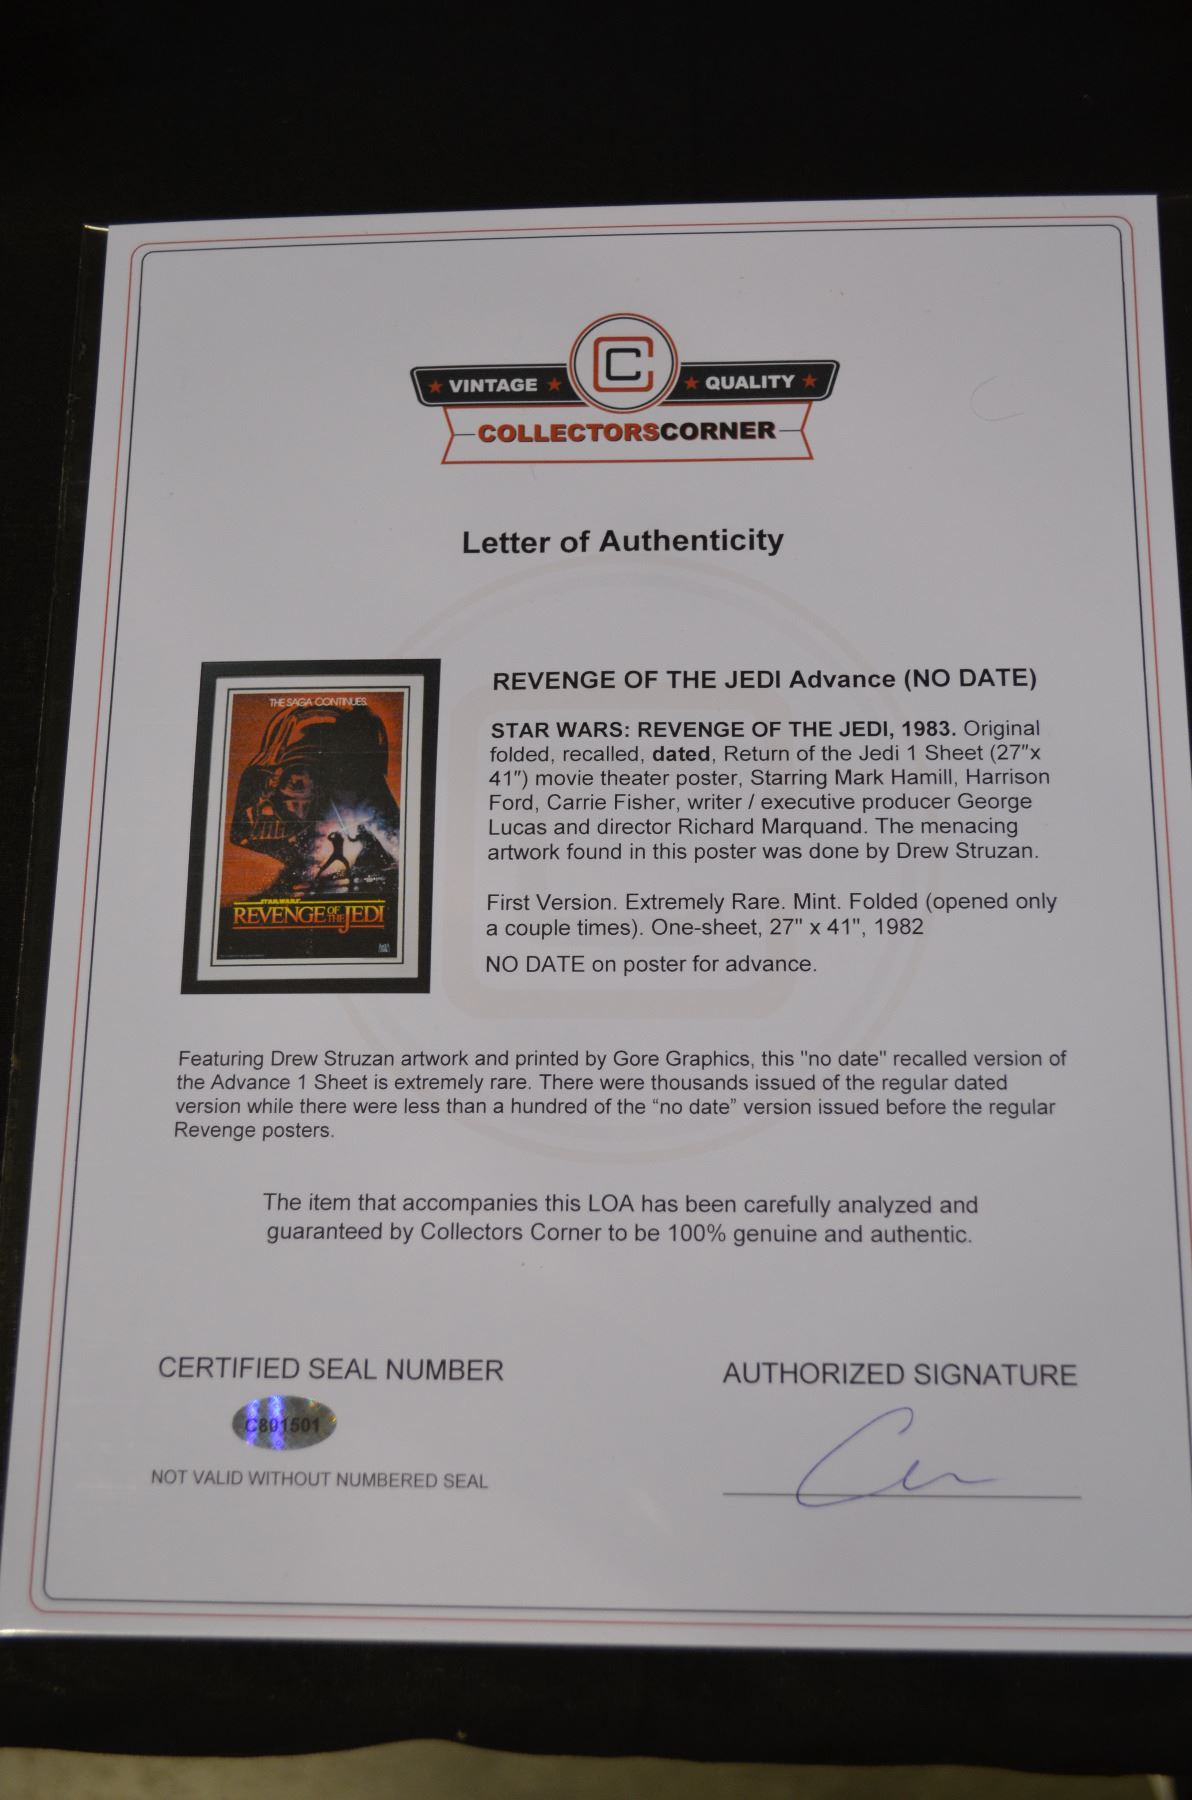 VINTAGE
QUALITY
COLLECTORSCORNER
Letter of Authenticity
THE SAGA CONTINUES.
STAR WARS
REVENGE OF THE JEDI
REVENGE OF THE JEDI Advance (NO DATE)
STAR WARS: REVENGE OF THE JEDI, 1983. Original
folded, recalled, dated, Return of the Jedi 1 Sheet (27"x
41") movie theater poster, Starring Mark Hamill, Harrison
Ford, Carrie Fisher, writer / executive producer George
Lucas and director Richard Marquand. The menacing
artwork found in this poster was done by Drew Struzan.
First Version. Extremely Rare. Mint. Folded (opened only
a couple times). One-sheet, 27" x 41", 1982
NO DATE on poster for advance.
Featuring Drew Struzan artwork and printed by Gore Graphics, this "no date" recalled version of
the Advance 1 Sheet is extremely rare. There were thousands issued of the regular dated
version while there were less than a hundred of the “no date” version issued before the regular
Revenge posters.
The item that accompanies this LOA has been carefully analyzed and
guaranteed by Collectors Corner to be 100% genuine and authentic.
CERTIFIED SEAL NUMBER
C801501
NOT VALID WITHOUT NUMBERED SEAL
AUTHORIZED SIGNATURE